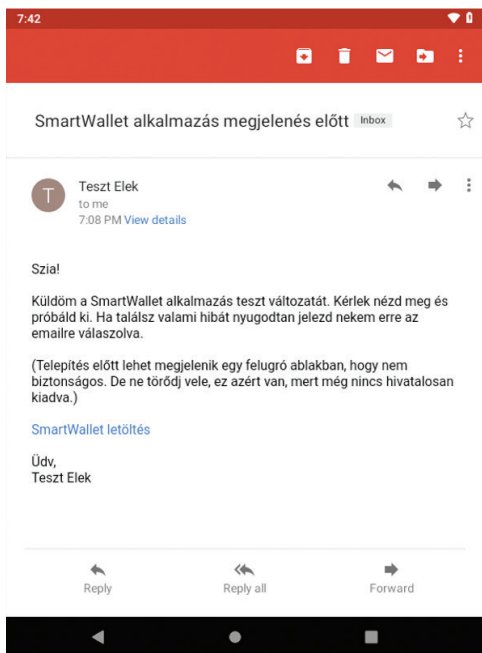 7:42
SmartWallet alkalmazás megjelenés előtt Inbox
T
Teszt Elek
to me
7:08 PM View details
Szia!
Küldöm a SmartWallet alkalmazás teszt változatát. Kérlek nézd meg és
próbáld ki. Ha találsz valami hibát nyugodtan jelezd nekem erre az
emailre válaszolva.
(Telepítés előtt lehet megjelenik egy felugró ablakban, hogy nem
biztonságos. De ne törődj vele, ez azért van, mert még nincs hivatalosan
kiadva.)
SmartWallet letöltés
Üdv,
Teszt Elek
Reply
Reply all
Forward